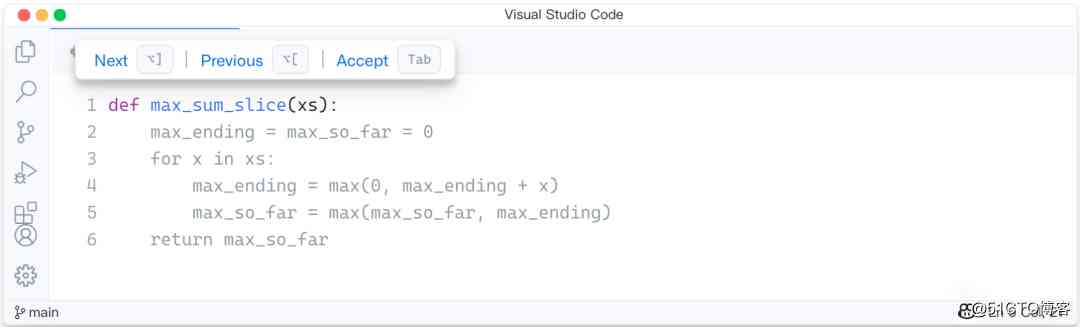 Visual Studio Code
Next ⌥] | Previous ⌥[ | Accept Tab
1 def max_sum_slice(xs):
2     max_ending = max_so_far = 0
3     for x in xs:
4         max_ending = max(0, max_ending + x)
5         max_so_far = max(max_so_far, max_ending)
6     return max_so_far
main
@51CTO博客